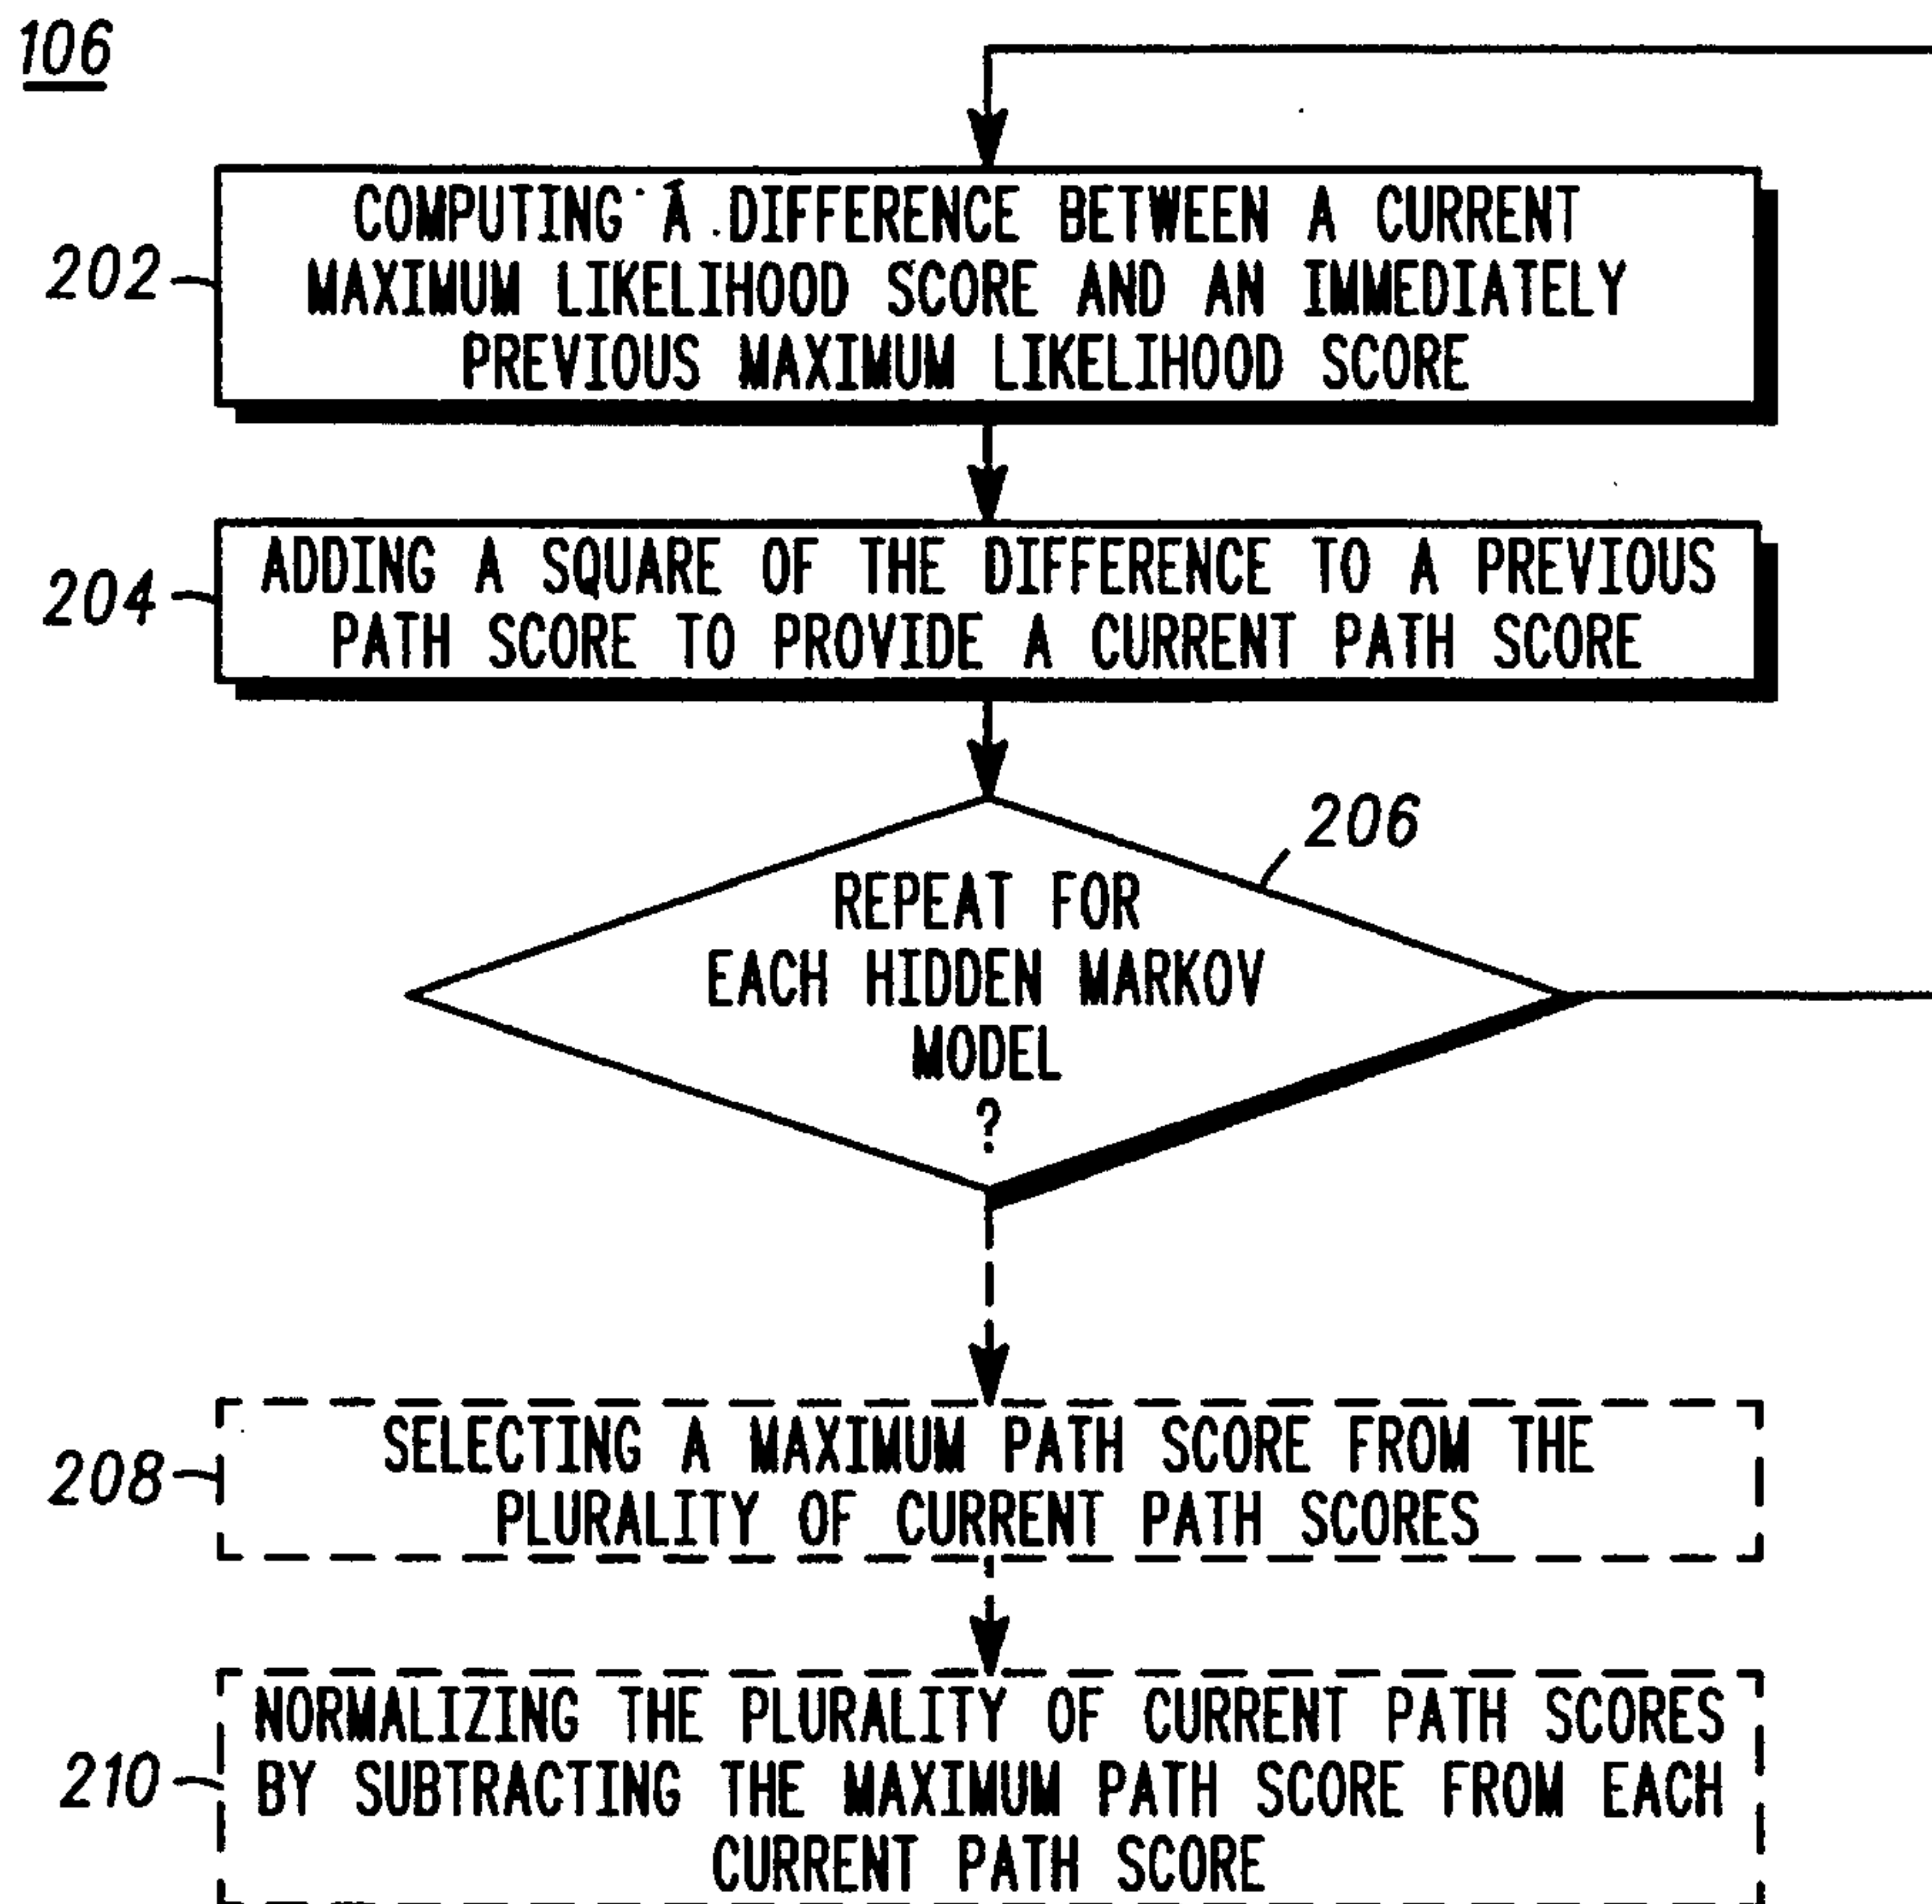 106
202
COMPUTING A DIFFERENCE BETWEEN A CURRENT
MAXIMUM LIKELIHOOD SCORE AND AN IMMEDIATELY
PREVIOUS MAXIMUM LIKELIHOOD SCORE
204
ADDING A SQUARE OF THE DIFFERENCE TO A PREVIOUS
PATH SCORE TO PROVIDE A CURRENT PATH SCORE
206
REPEAT FOR
EACH HIDDEN MARKOV
MODEL
?
208
SELECTING A MAXIMUM PATH SCORE FROM THE
PLURALITY OF CURRENT PATH SCORES
210
NORMALIZING THE PLURALITY OF CURRENT PATH SCORES
BY SUBTRACTING THE MAXIMUM PATH SCORE FROM EACH
CURRENT PATH SCORE